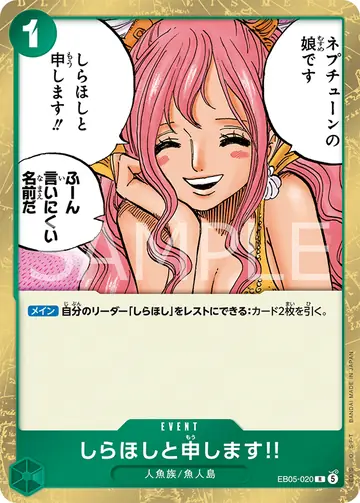 1
ネプチューンの
娘です
しらほしと
申します!!
ふーん
言いにくい
名前だ
SAMPLE
メイン 自分のリーダー「しらほし」をレストにできる:カード2枚を引く。
EVENT
しらほしと申します!!
人魚族/魚人島
EB05-020 R 5
BANDAI MADE IN JAPAN